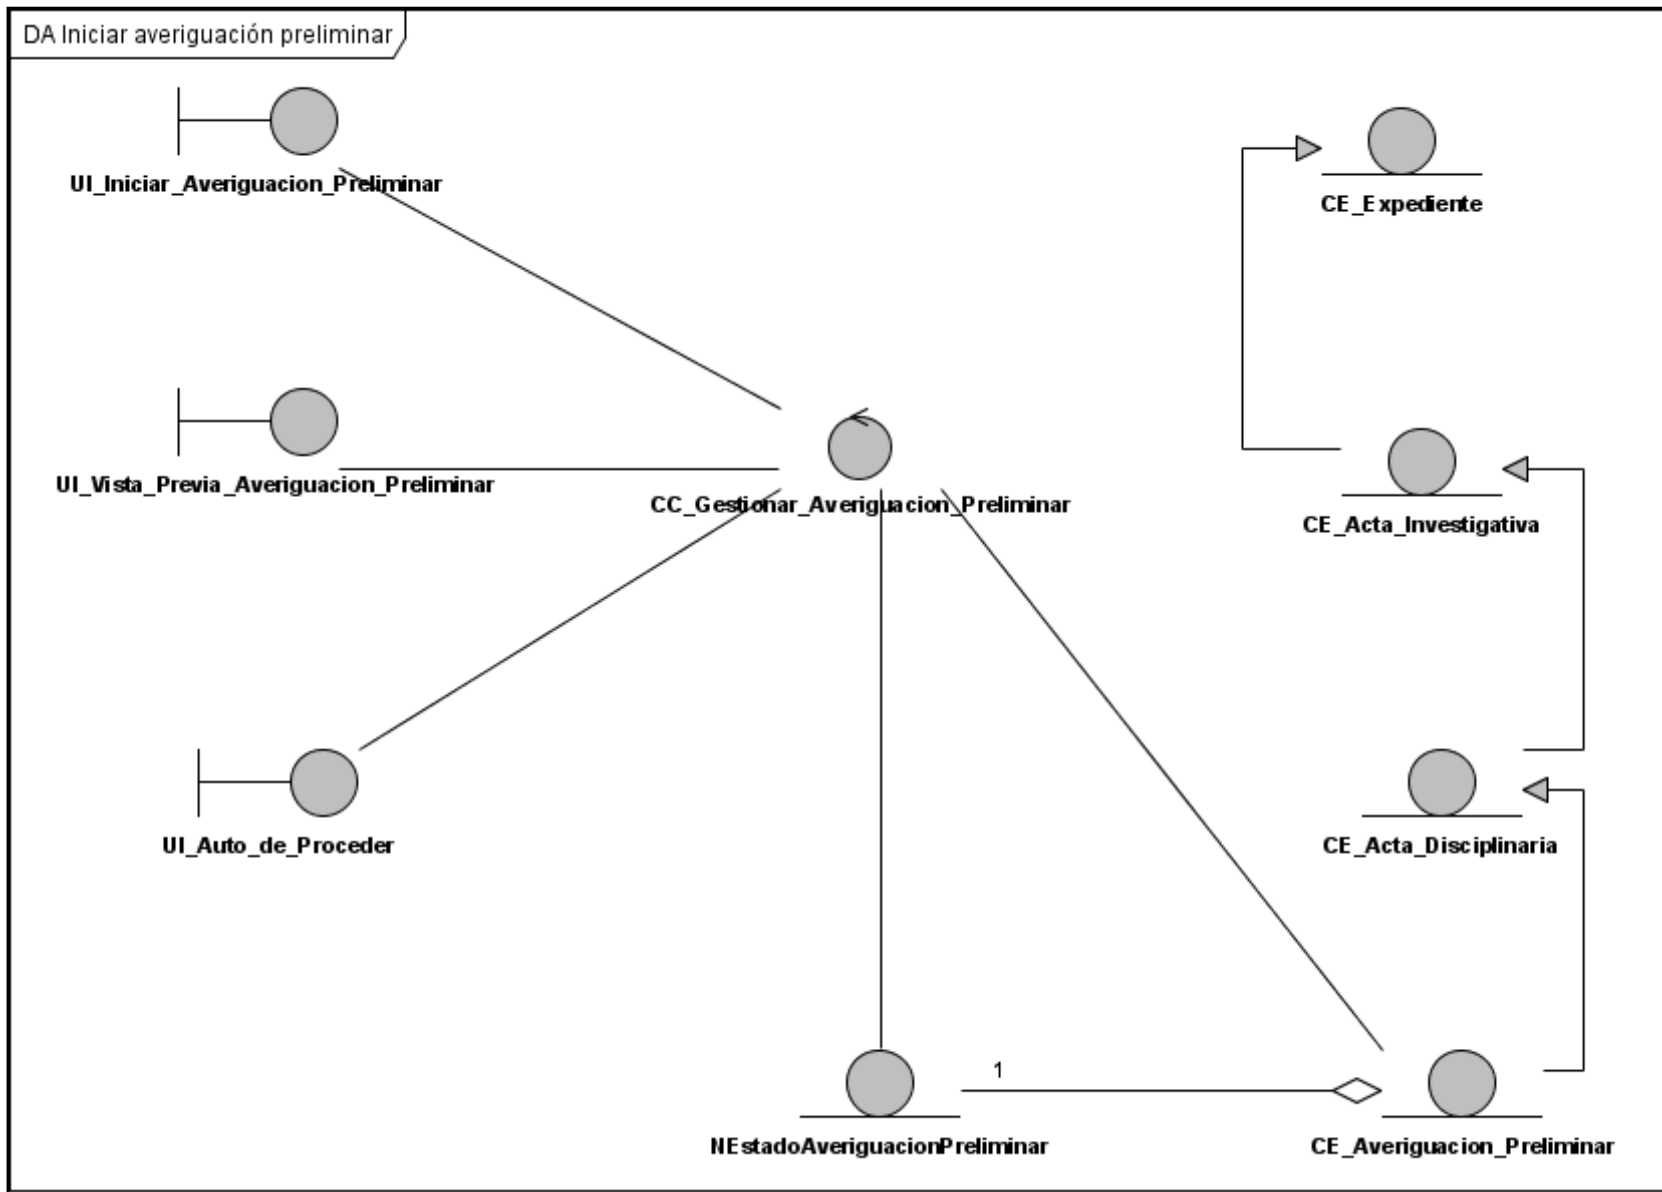 DA Iniciar averiguación preliminar
UI_Iniciar_Averiguacion_Preliminar
CE_Expediente
UI_Vista_Previa_Averiguacion_Preliminar
CC_Gestionar_Averiguacion_Preliminar
CE_Acta_Investigativa
UI_Auto_de_Proceder
CE_Acta_Disciplinaria
1
NEstadoAveriguacionPreliminar
CE_Averiguacion_Preliminar